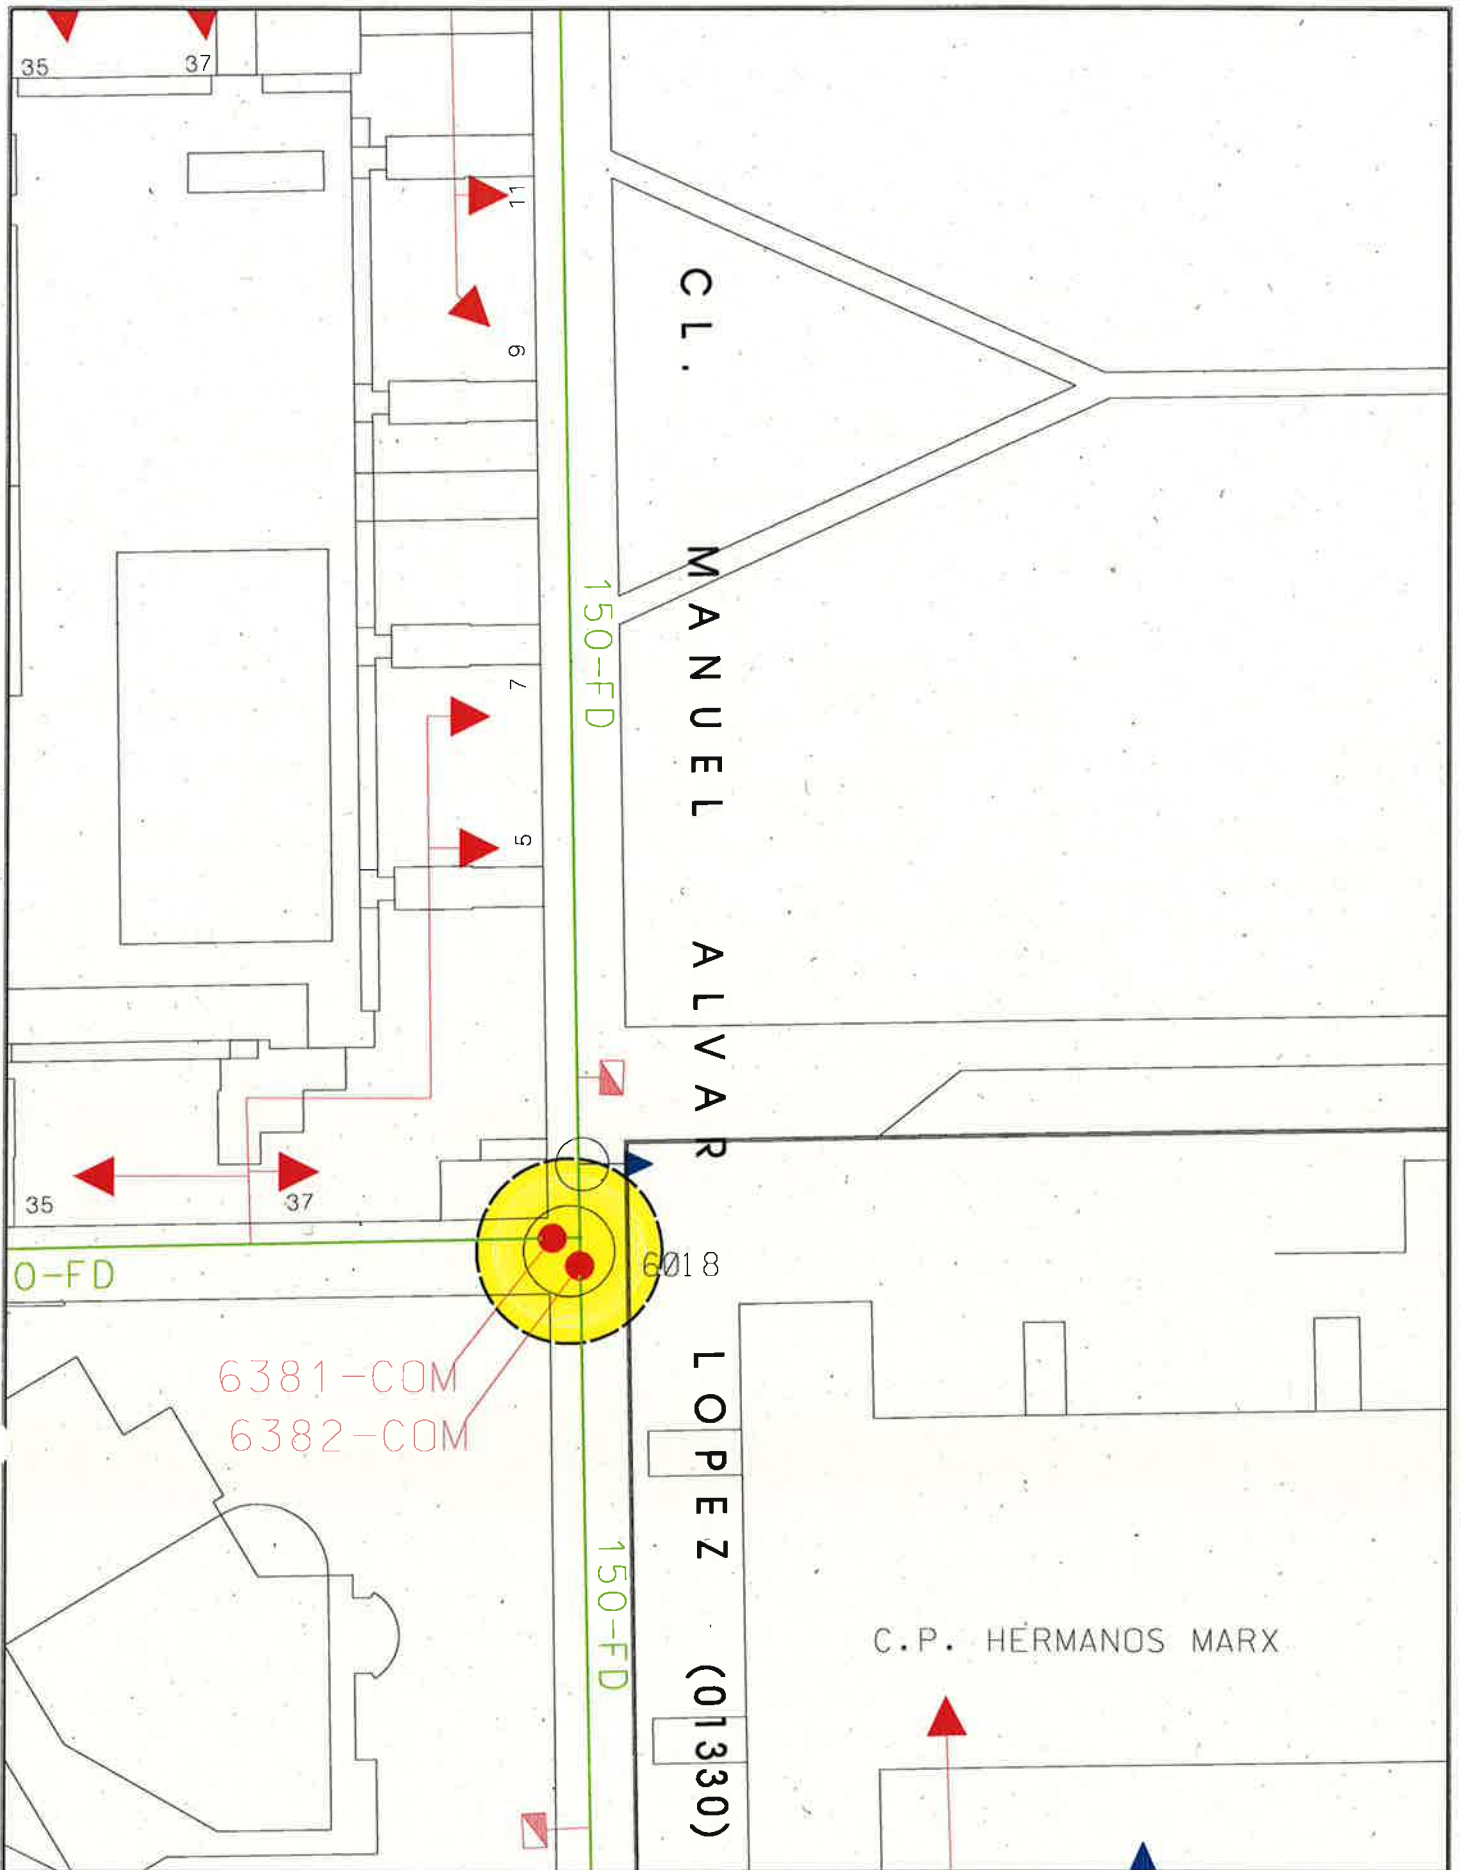 35
37
11
9
CL. MANUEL ALVAR LOPEZ (01330)
150-FD
7
5
35
37
0-FD
6018
6381-COM
6382-COM
150-FD
C.P. HERMANOS MARX